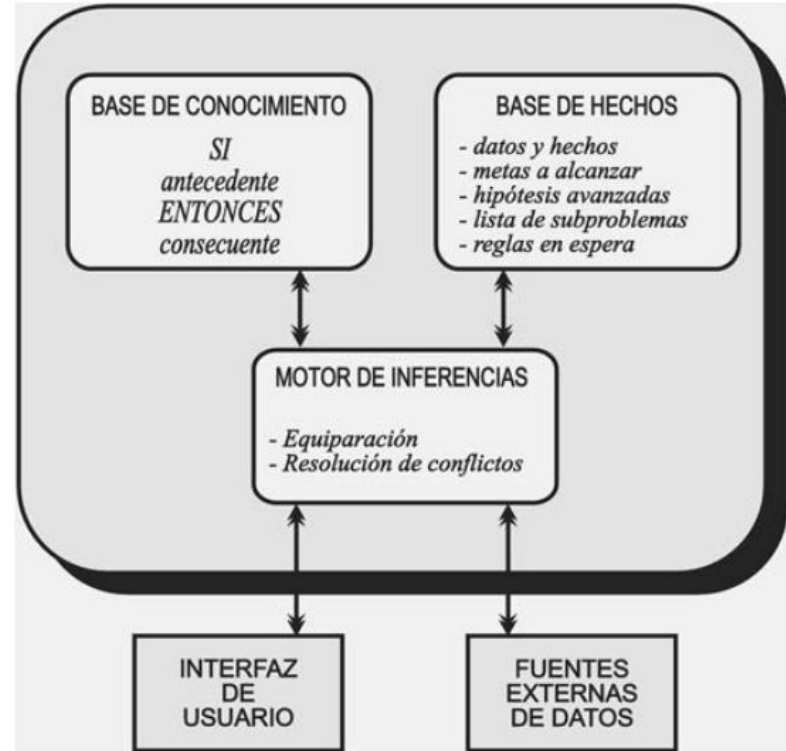 BASE DE CONOCIMIENTO
SI
antecedente
ENTONCES
consecuente
BASE DE HECHOS
- datos y hechos
- metas a alcanzar
- hipótesis avanzadas
- lista de subproblemas
- reglas en espera
MOTOR DE INFERENCIAS
- Equiparación
- Resolución de conflictos
INTERFAZ
DE
USUARIO
FUENTES
EXTERNAS
DE DATOS